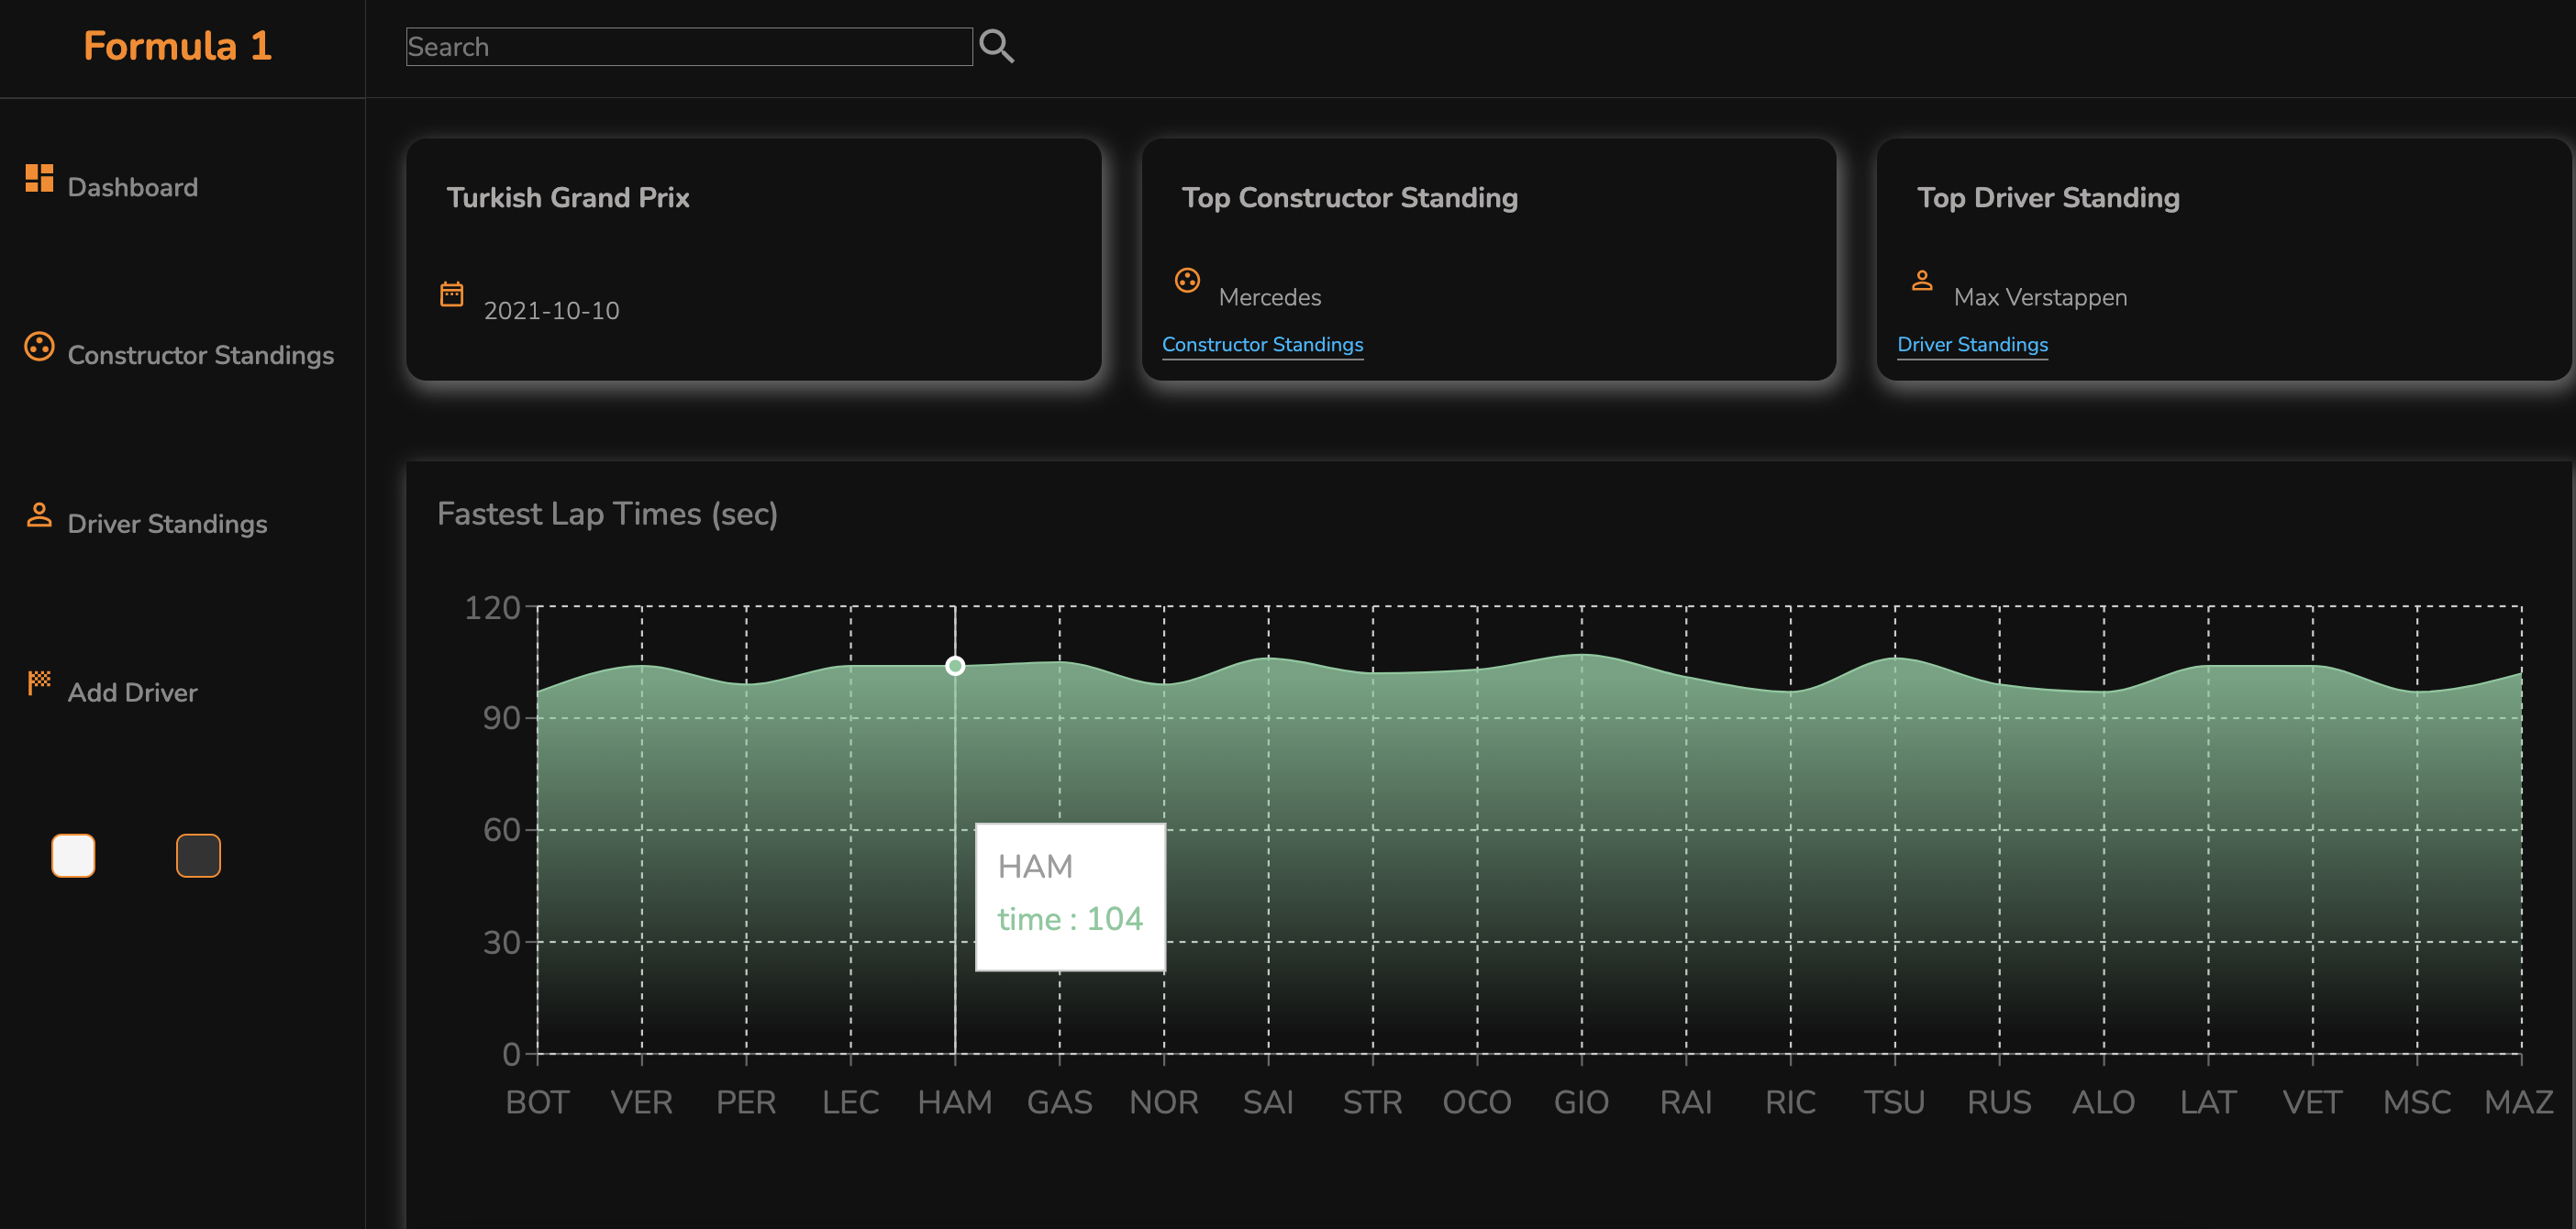 Formula 1
Search
Dashboard
Constructor Standings
Driver Standings
Add Driver
Turkish Grand Prix
2021-10-10
Top Constructor Standing
Mercedes
Constructor Standings
Top Driver Standing
Max Verstappen
Driver Standings
Fastest Lap Times (sec)
120
90
60
30
0
HAM
time : 104
BOT VER PER LEC HAM GAS NOR SAI STR OCO GIO RAI RIC TSU RUS ALO LAT VET MSC MAZ